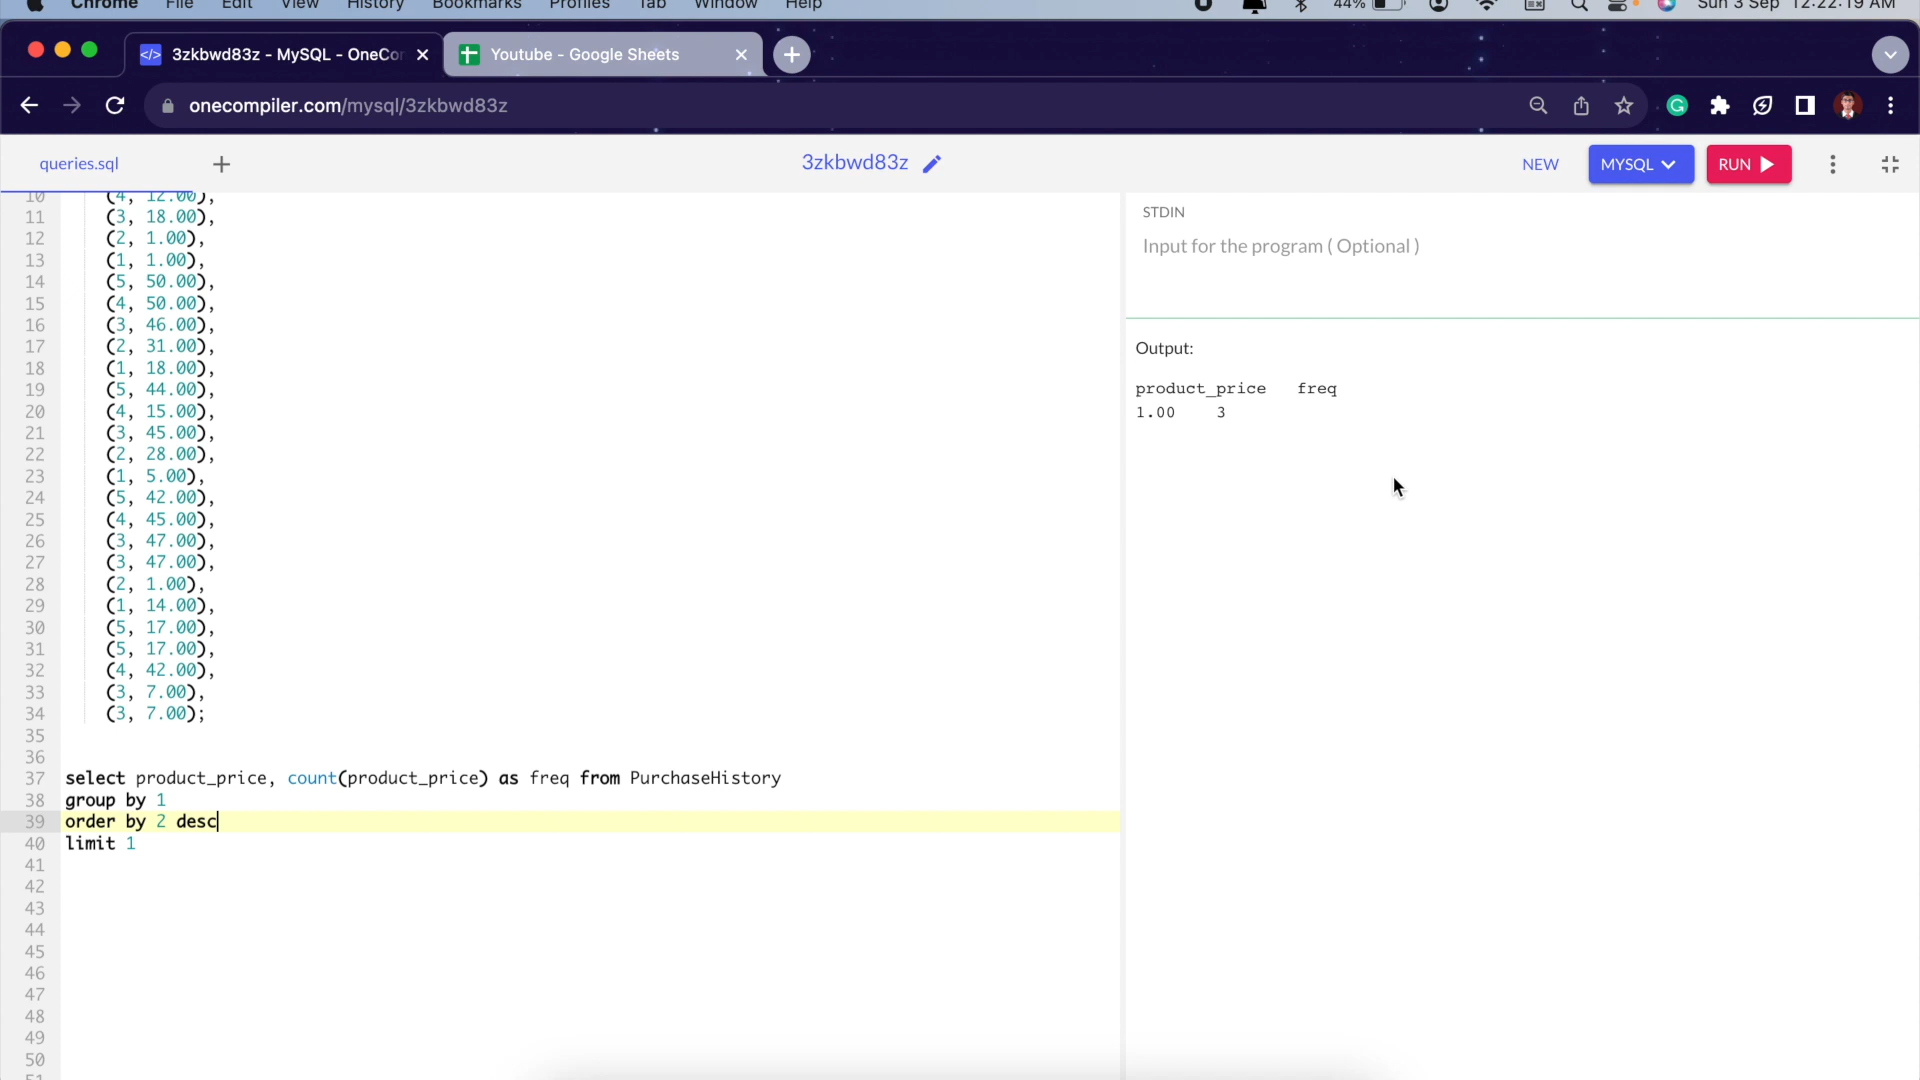 Chrome File Edit View History Bookmarks Profiles Tab Window Help 44% Sun 3 Sep 12:22:19 AM
3zkbwd83z - MySQL - OneCo Youtube - Google Sheets
onecompiler.com/mysql/3zkbwd83z
queries.sql + 3zkbwd83z NEW MYSQL RUN
10 (4, 12.00),
11 (3, 18.00),
12 (2, 1.00),
13 (1, 1.00),
14 (5, 50.00),
15 (4, 50.00),
16 (3, 46.00),
17 (2, 31.00),
18 (1, 18.00),
19 (5, 44.00),
20 (4, 15.00),
21 (3, 45.00),
22 (2, 28.00),
23 (1, 5.00),
24 (5, 42.00),
25 (4, 45.00),
26 (3, 47.00),
27 (3, 47.00),
28 (2, 1.00),
29 (1, 14.00),
30 (5, 17.00),
31 (5, 17.00),
32 (4, 42.00),
33 (3, 7.00),
34 (3, 7.00);
35
36
37 select product_price, count(product_price) as freq from PurchaseHistory
38 group by 1
39 order by 2 desc
40 limit 1
41
42
43
44
45
46
47
48
49
50
51
STDIN
Input for the program ( Optional )
Output:
product_price freq
1.00 3